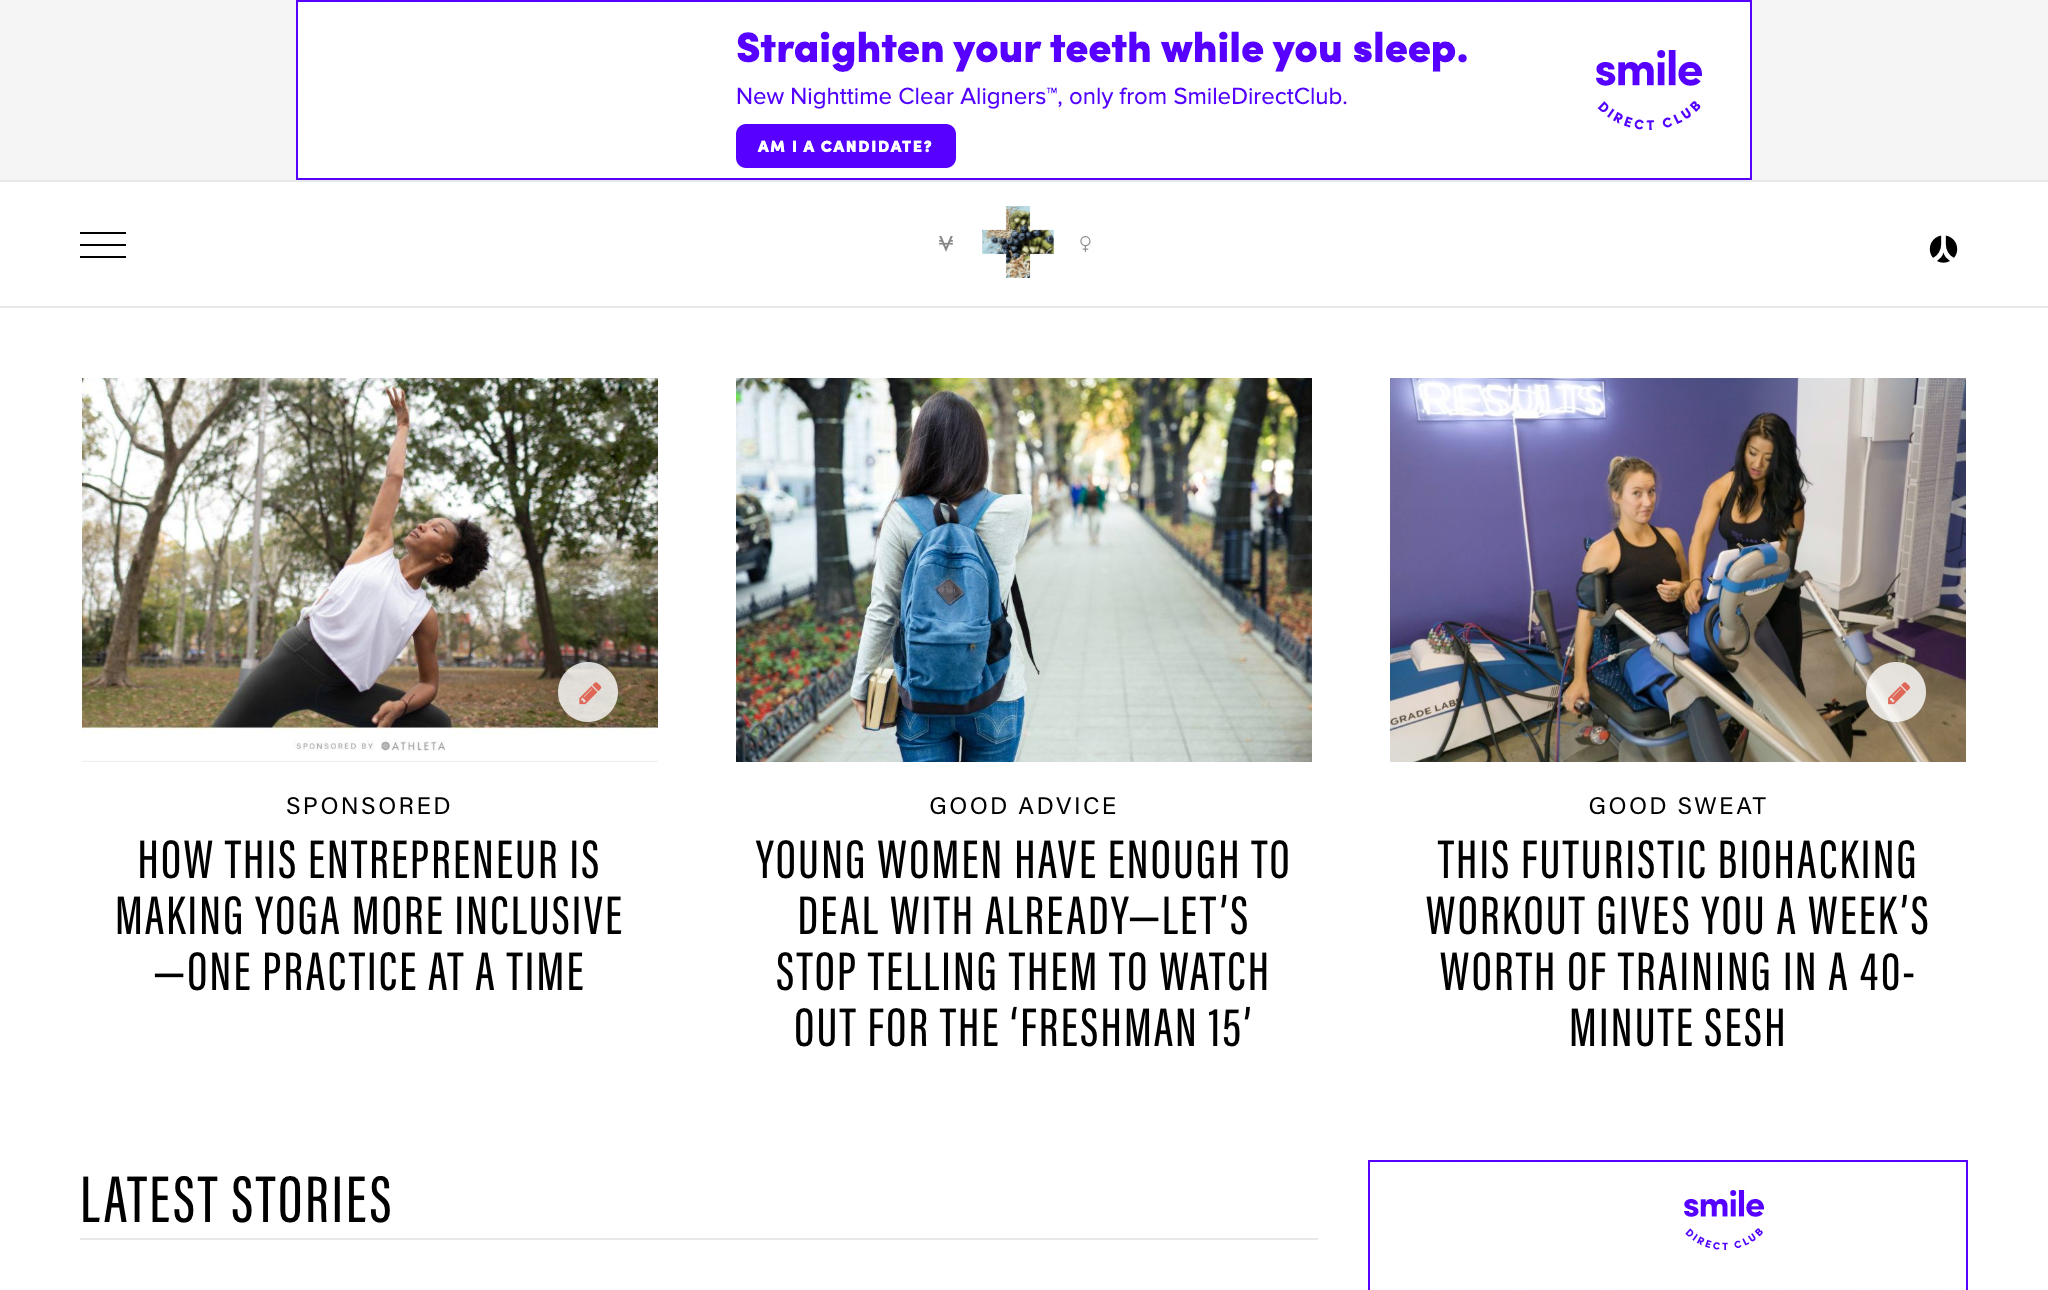 Straighten your teeth while you sleep.
New Nighttime Clear Aligners™, only from SmileDirectClub.
AM I A CANDIDATE?
smile
DIRECT CLUB
RESULTS
GRADE LAB
SPONSORED BY ATHLETA
SPONSORED
HOW THIS ENTREPRENEUR IS
MAKING YOGA MORE INCLUSIVE
—ONE PRACTICE AT A TIME
GOOD ADVICE
YOUNG WOMEN HAVE ENOUGH TO
DEAL WITH ALREADY—LET’S
STOP TELLING THEM TO WATCH
OUT FOR THE ‘FRESHMAN 15’
GOOD SWEAT
THIS FUTURISTIC BIOHACKING
WORKOUT GIVES YOU A WEEK’S
WORTH OF TRAINING IN A 40-
MINUTE SESH
LATEST STORIES
smile
DIRECT CLUB